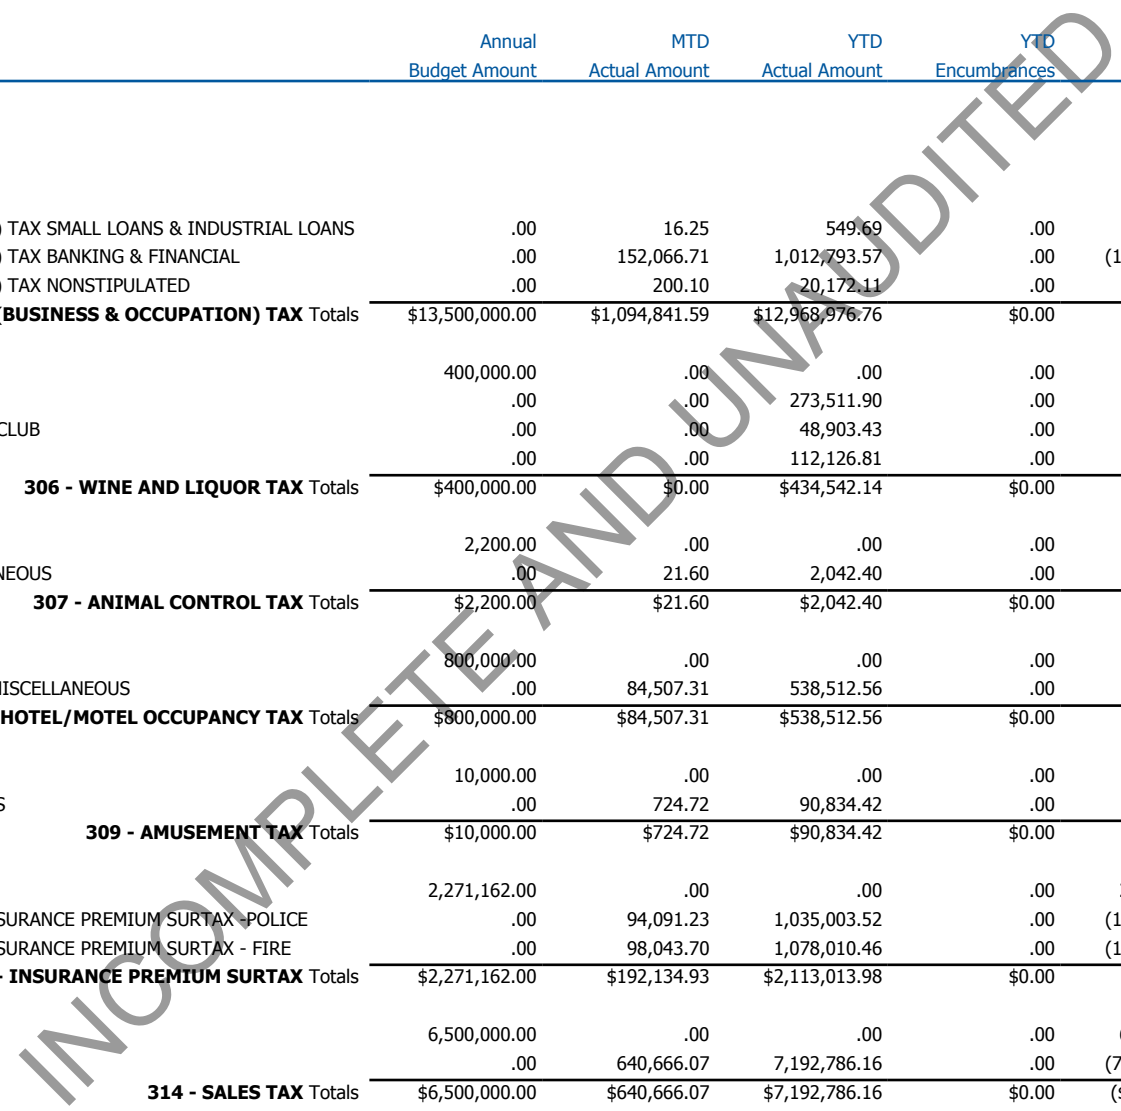 Annual MTD YTD YTD
Budget Amount Actual Amount Actual Amount Encumbrances
) TAX SMALL LOANS & INDUSTRIAL LOANS .00 16.25 549.69 .00
) TAX BANKING & FINANCIAL .00 152,066.71 1,012,793.57 .00 (1
) TAX NONSTIPULATED .00 200.10 20,172.11 .00
(BUSINESS & OCCUPATION) TAX Totals $13,500,000.00 $1,094,841.59 $12,968,976.76 $0.00
400,000.00 .00 .00 .00
.00 .00 273,511.90 .00
CLUB .00 .00 48,903.43 .00
.00 .00 112,126.81 .00
306 - WINE AND LIQUOR TAX Totals $400,000.00 $0.00 $434,542.14 $0.00
2,200.00 .00 .00 .00
NEOUS .00 21.60 2,042.40 .00
307 - ANIMAL CONTROL TAX Totals $2,200.00 $21.60 $2,042.40 $0.00
800,000.00 .00 .00 .00
MISCELLANEOUS .00 84,507.31 538,512.56 .00
HOTEL/MOTEL OCCUPANCY TAX Totals $800,000.00 $84,507.31 $538,512.56 $0.00
10,000.00 .00 .00 .00
S .00 724.72 90,834.42 .00
309 - AMUSEMENT TAX Totals $10,000.00 $724.72 $90,834.42 $0.00
2,271,162.00 .00 .00 .00
SURANCE PREMIUM SURTAX -POLICE .00 94,091.23 1,035,003.52 .00 (1
SURANCE PREMIUM SURTAX - FIRE .00 98,043.70 1,078,010.46 .00 (1
- INSURANCE PREMIUM SURTAX Totals $2,271,162.00 $192,134.93 $2,113,013.98 $0.00
6,500,000.00 .00 .00 .00
.00 640,666.07 7,192,786.16 .00 (7
314 - SALES TAX Totals $6,500,000.00 $640,666.07 $7,192,786.16 $0.00 ($
INCOMPLETE AND UNAUDITED